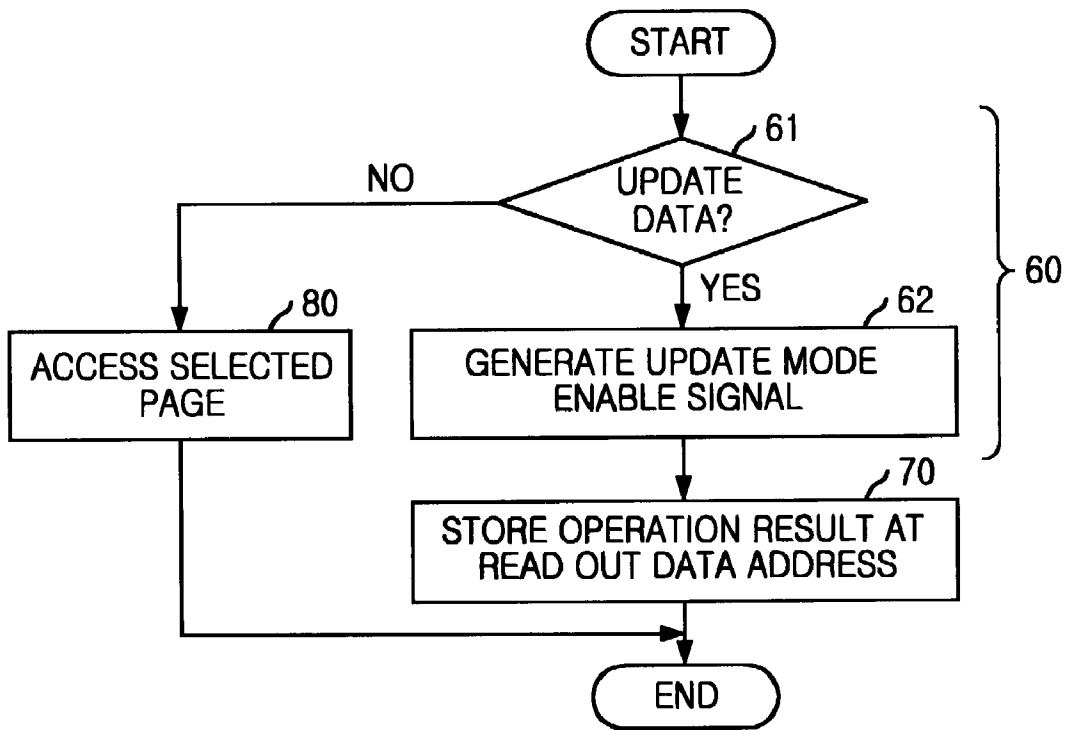 START
61
UPDATE
DATA?
NO
YES
60
80
ACCESS SELECTED
PAGE
62
GENERATE UPDATE MODE
ENABLE SIGNAL
70
STORE OPERATION RESULT AT
READ OUT DATA ADDRESS
END